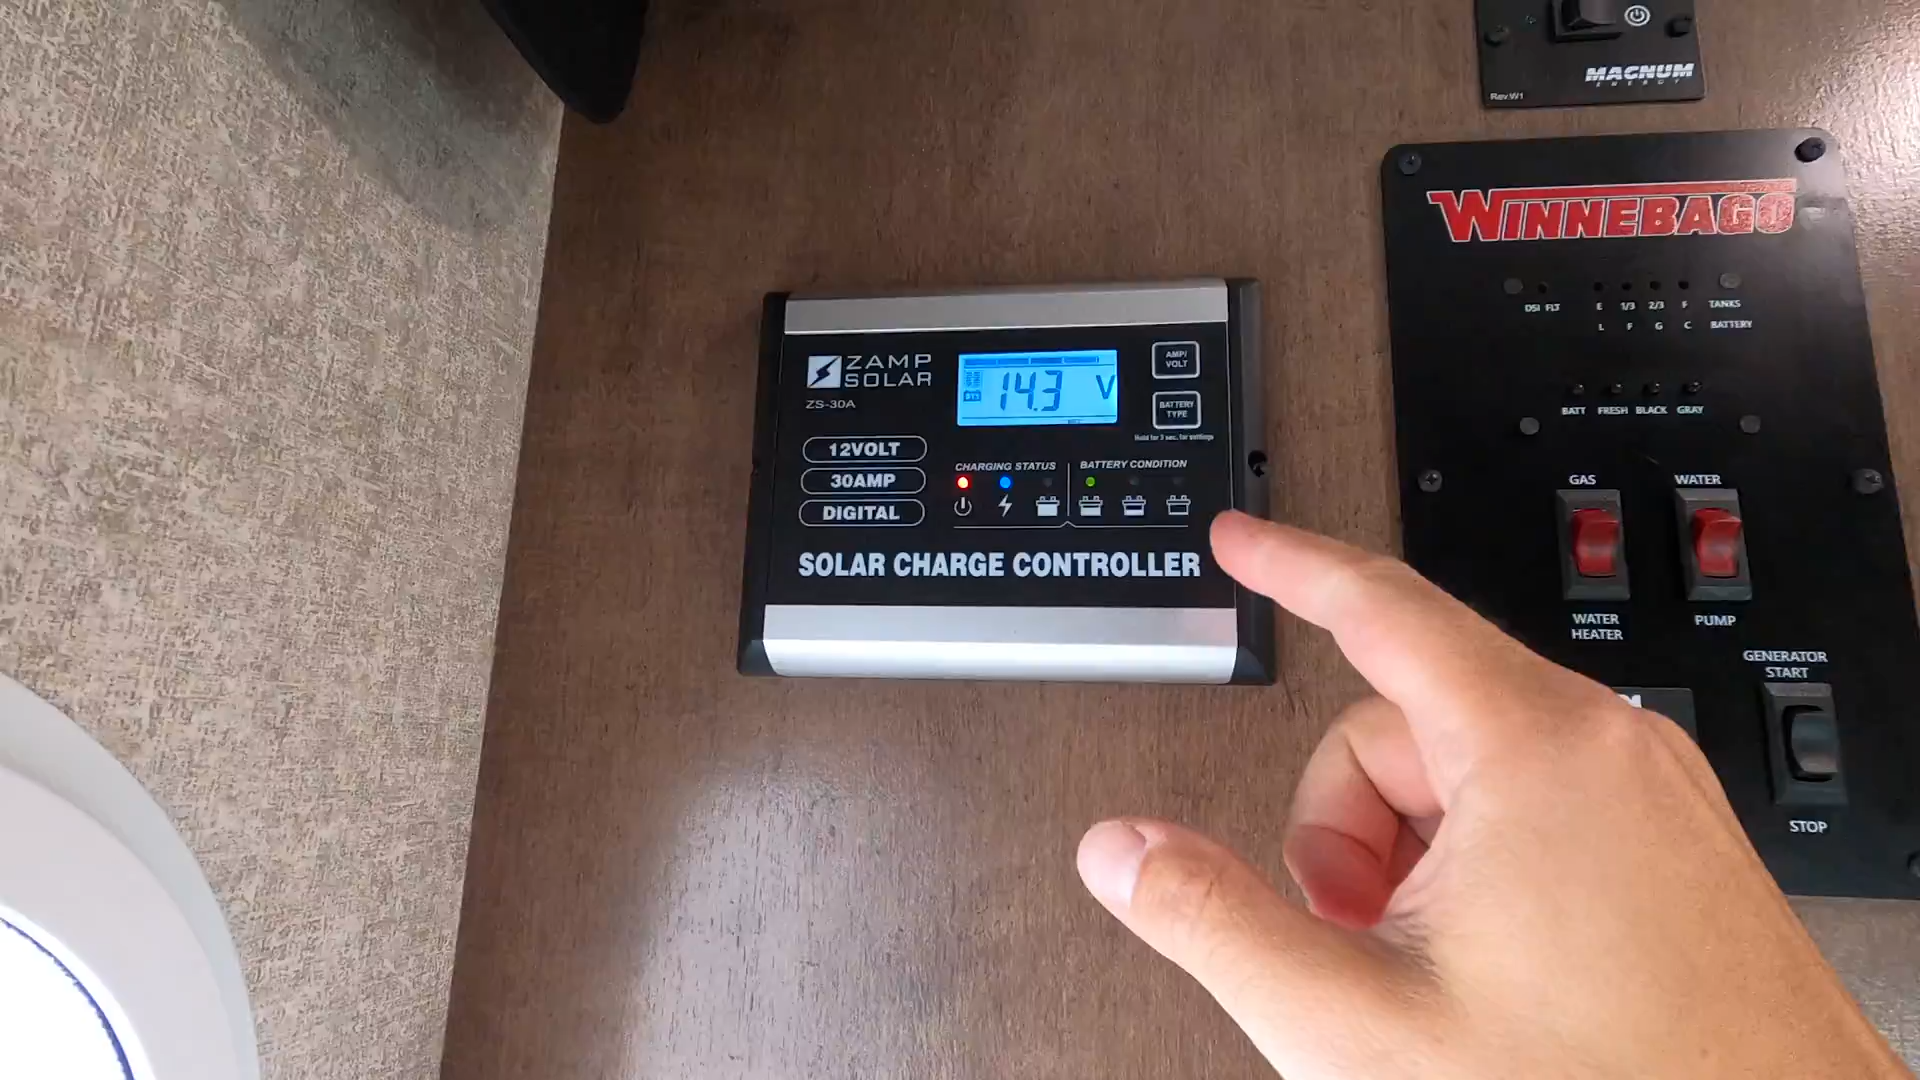 MAGNUM
ENERGY
Rev.W1
WINNEBAGO
DSI FLT
E 1/3 2/3 F TANKS
L F G C BATTERY
BATT FRESH BLACK GRAY
GAS
WATER
WATER
HEATER
PUMP
GENERATOR
START
STOP
ZAMP
SOLAR
ZS-30A
14.3 V
AMP/
VOLT
BATTERY
TYPE
Hold for 3 sec. for settings
12VOLT
30AMP
DIGITAL
CHARGING STATUS
BATTERY CONDITION
SOLAR CHARGE CONTROLLER